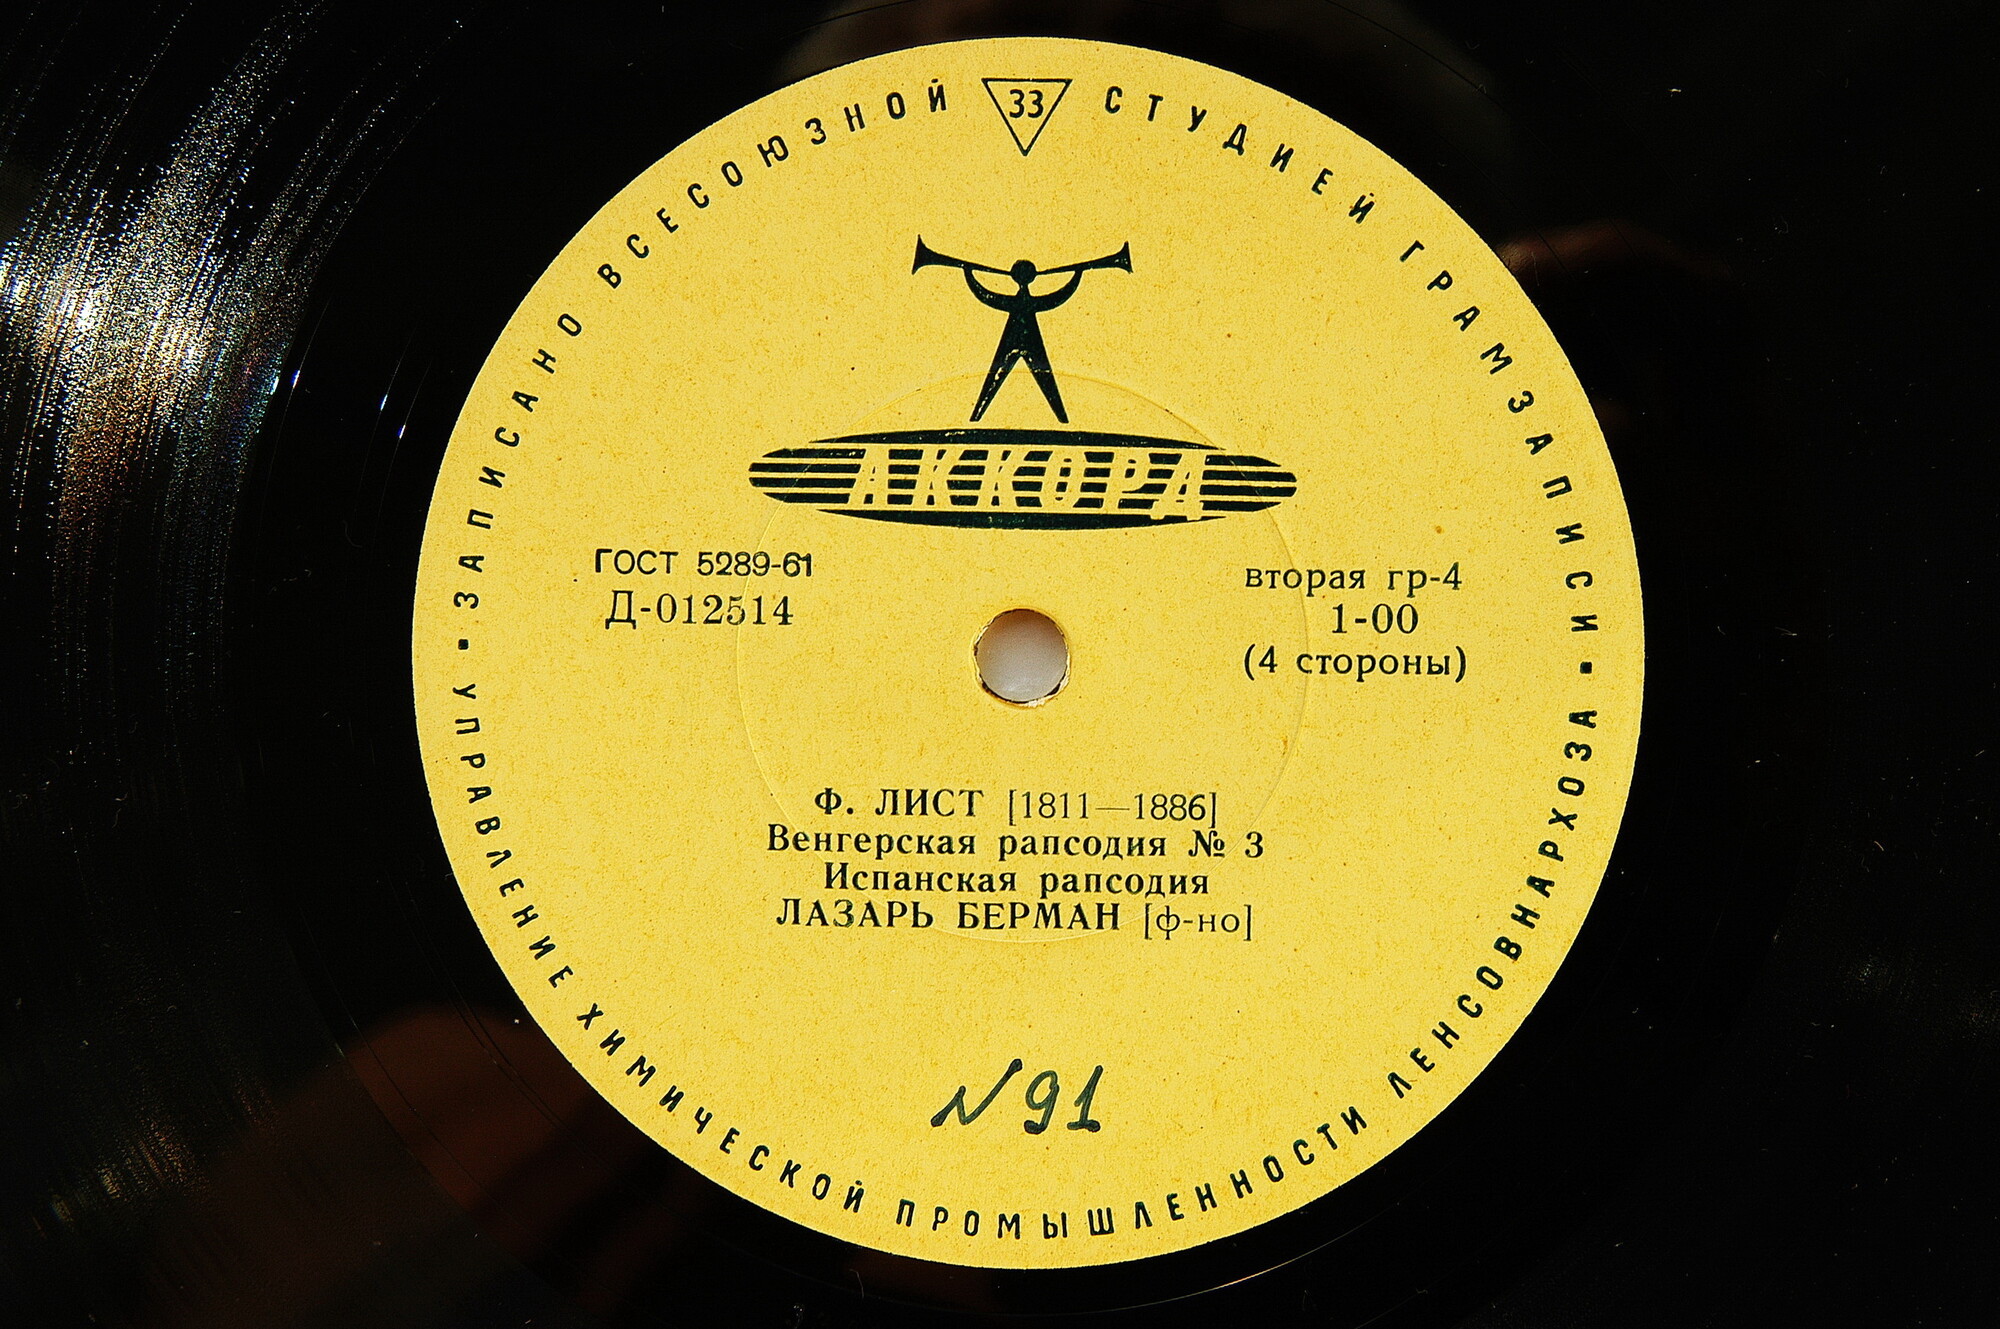 ЗАПИСАНО ВСЕСОЮЗНОЙ 33 СТУДИЕЙ ГРАМЗАПИСИ
АККОРД
ГОСТ 5289-61
Д-012514
вторая гр-4
1-00
(4 стороны)
Ф. ЛИСТ [1811—1886]
Венгерская рапсодия № 3
Испанская рапсодия
ЛАЗАРЬ БЕРМАН [ф-но]
N 91
УПРАВЛЕНИЕ ХИМИЧЕСКОЙ ПРОМЫШЛЕННОСТИ ЛЕНСОВНАРХОЗА